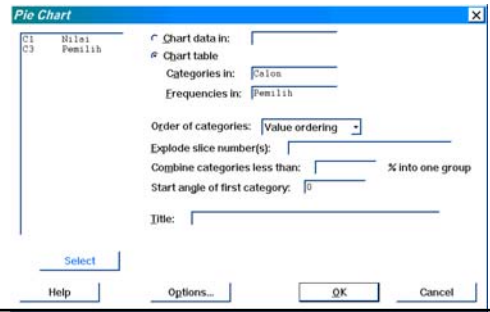 Pie Chart
C1 Nilai
C3 Pemilih
Chart data in:
Chart table
Categories in: Calon
Frequencies in: Pemilih
Order of categories: Value ordering
Explode slice number(s):
Combine categories less than: % into one group
Start angle of first category: 0
Title:
Select
Help Options... OK Cancel